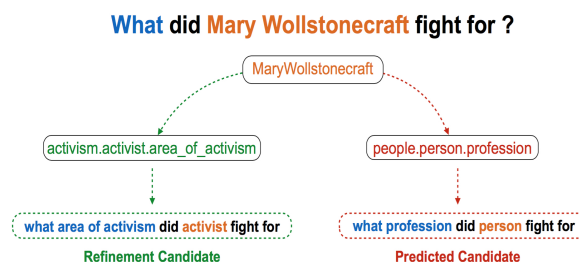 What did Mary Wollstonecraft fight for ?
MaryWollstonecraft
activism.activist.area_of_activism
people.person.profession
what area of activism did activist fight for
what profession did person fight for
Refinement Candidate
Predicted Candidate